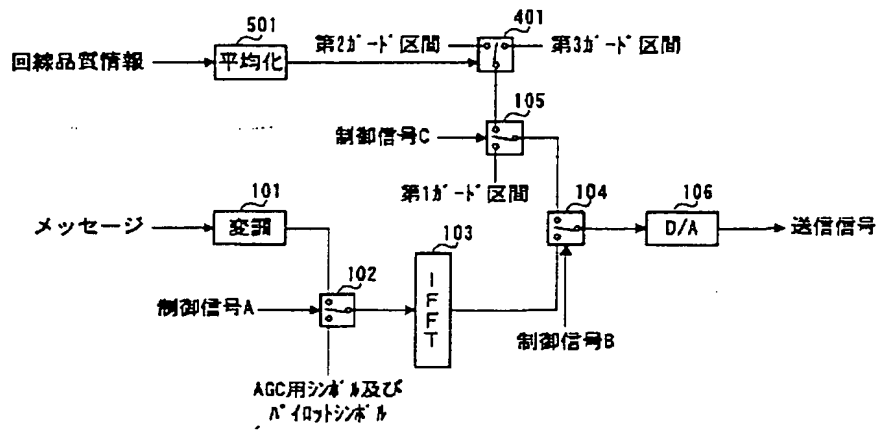 501
401
第2ガード区間
第3ガード区間
回線品質情報
平均化
105
制御信号C
第1ガード区間
101
104
106
メッセージ
変調
D/A
送信信号
103
102
制御信号A
IFFT
制御信号B
AGC用シンボル及び
パイロットシンボル